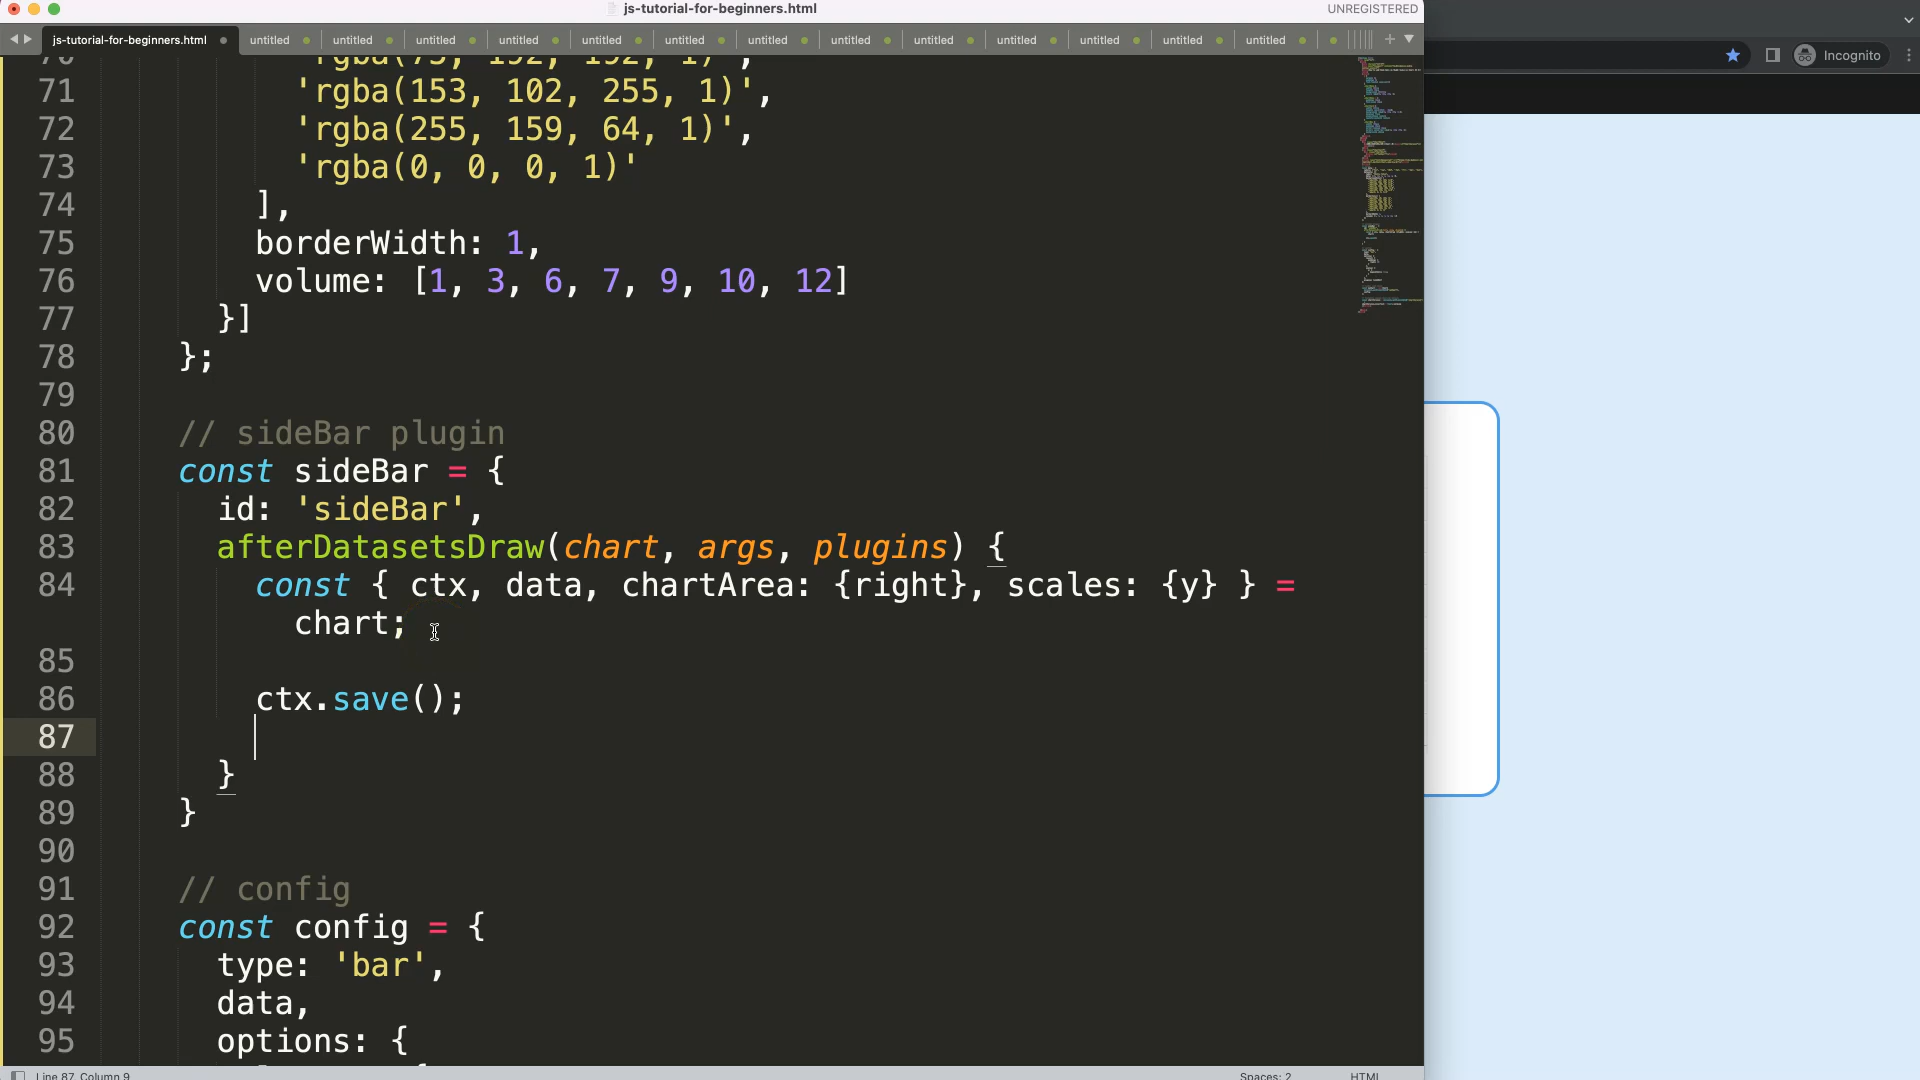 js-tutorial-for-beginners.html
UNREGISTERED
js-tutorial-for-beginners.html untitled untitled untitled untitled untitled untitled untitled untitled untitled untitled untitled untitled untitled
Incognito
'rgba(75, 192, 192, 1)',
71 'rgba(153, 102, 255, 1)',
72 'rgba(255, 159, 64, 1)',
73 'rgba(0, 0, 0, 1)'
74 ],
75 borderWidth: 1,
76 volume: [1, 3, 6, 7, 9, 10, 12]
77 }]
78 };
79
80 // sideBar plugin
81 const sideBar = {
82 id: 'sideBar',
83 afterDatasetsDraw(chart, args, plugins) {
84 const { ctx, data, chartArea: {right}, scales: {y} } =
chart;
85
86 ctx.save();
87
88 }
89 }
90
91 // config
92 const config = {
93 type: 'bar',
94 data,
95 options: {
Line 87, Column 9
Spaces: 2
HTML